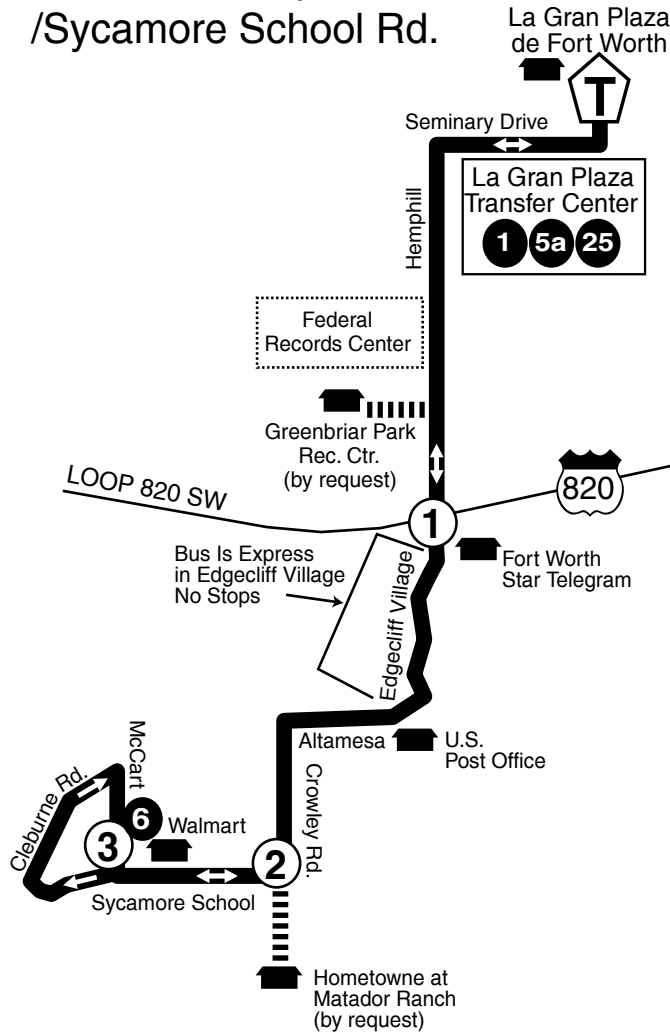 /Sycamore School Rd.
La Gran Plaza
de Fort Worth
T
Seminary Drive
La Gran Plaza
Transfer Center
1 5a 25
Hemphill
Federal
Records Center
Greenbriar Park
Rec. Ctr.
(by request)
LOOP 820 SW
820
1
Bus Is Express
in Edgecliff Village
No Stops
Edgecliff Village
Fort Worth
Star Telegram
Altamesa
U.S.
Post Office
McCart
Crowley Rd.
Cleburne Rd.
6
Walmart
3
2
Sycamore School
Hometowne at
Matador Ranch
(by request)